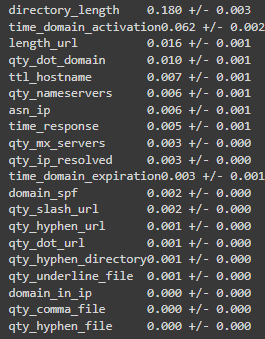 directory_length    0.180 +/- 0.003
time_domain_activation0.062 +/- 0.002
length_url          0.016 +/- 0.001
qty_dot_domain      0.010 +/- 0.001
ttl_hostname        0.007 +/- 0.001
qty_nameservers     0.006 +/- 0.001
asn_ip              0.006 +/- 0.001
time_response       0.005 +/- 0.001
qty_mx_servers      0.003 +/- 0.000
qty_ip_resolved     0.003 +/- 0.000
time_domain_expiration0.003 +/- 0.001
domain_spf          0.002 +/- 0.000
qty_slash_url       0.002 +/- 0.000
qty_hyphen_url      0.001 +/- 0.000
qty_dot_url         0.001 +/- 0.000
qty_hyphen_directory0.001 +/- 0.000
qty_underline_file  0.001 +/- 0.000
domain_in_ip        0.000 +/- 0.000
qty_comma_file      0.000 +/- 0.000
qty_hyphen_file     0.000 +/- 0.000